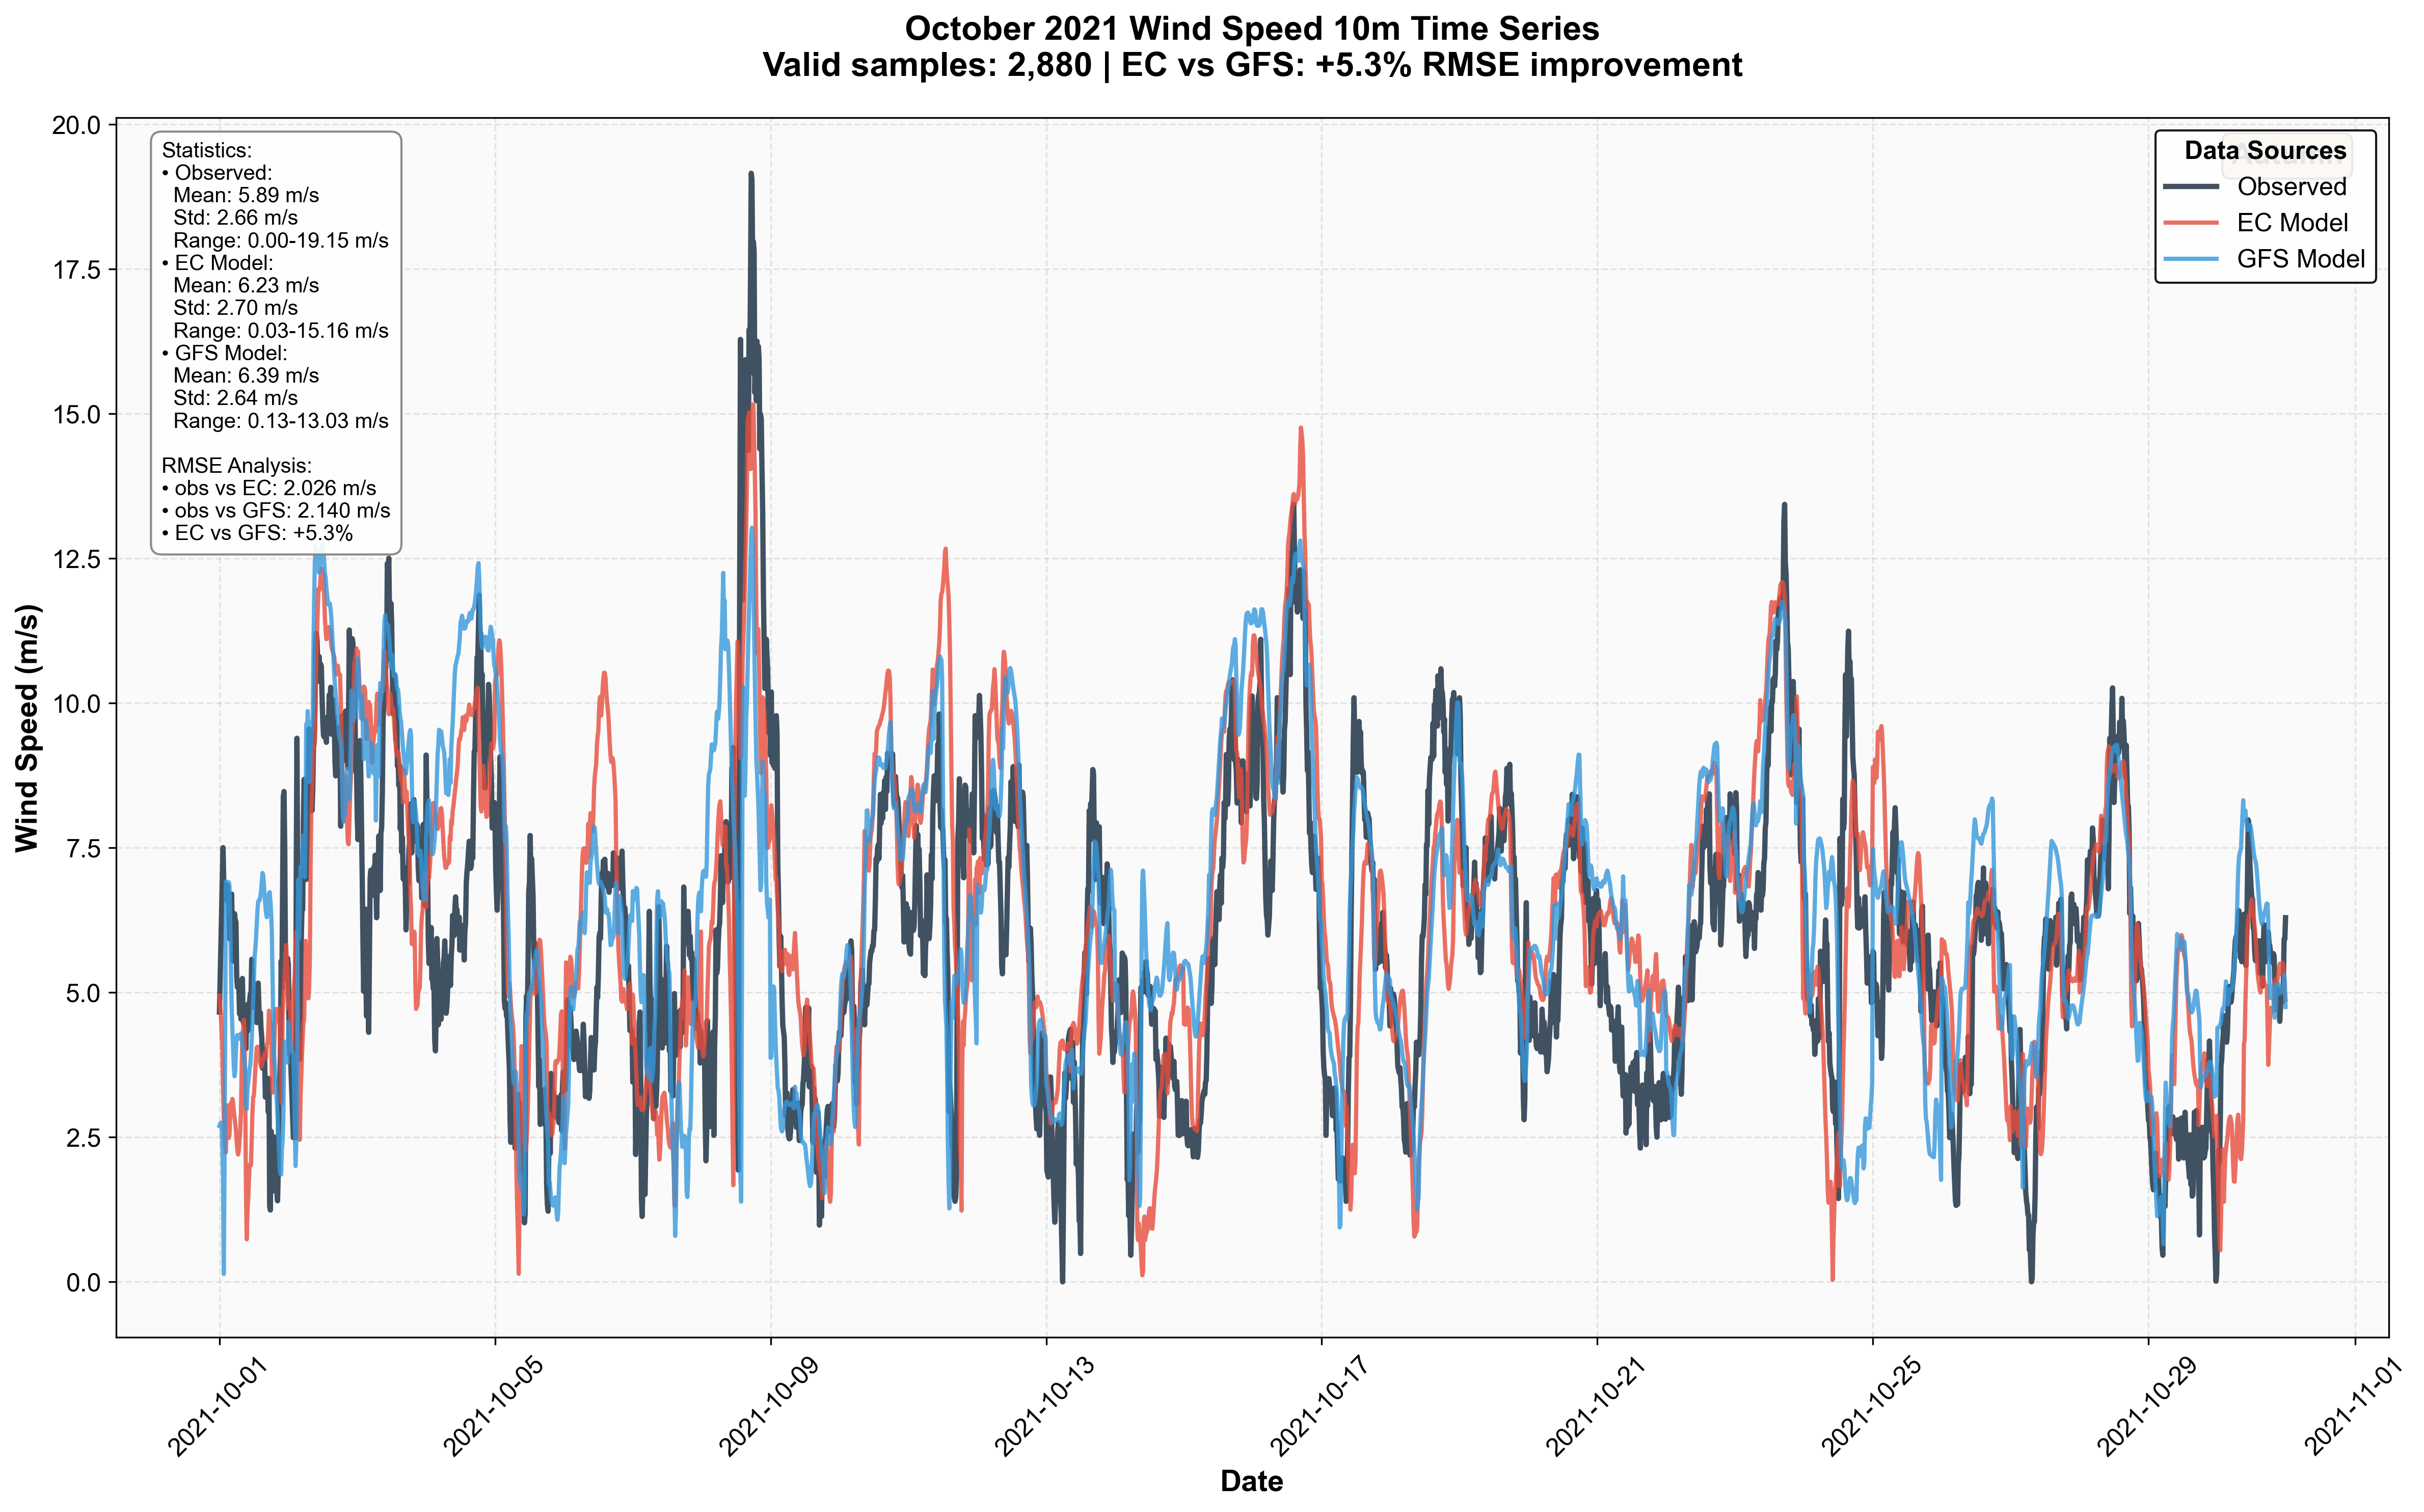 October 2021 Wind Speed 10m Time Series
Valid samples: 2,880 | EC vs GFS: +5.3% RMSE improvement
Statistics:
• Observed:
Mean: 5.89 m/s
Std: 2.66 m/s
Range: 0.00-19.15 m/s
• EC Model:
Mean: 6.23 m/s
Std: 2.70 m/s
Range: 0.03-15.16 m/s
• GFS Model:
Mean: 6.39 m/s
Std: 2.64 m/s
Range: 0.13-13.03 m/s
RMSE Analysis:
• obs vs EC: 2.026 m/s
• obs vs GFS: 2.140 m/s
• EC vs GFS: +5.3%
Data Sources
Observed
EC Model
GFS Model
Wind Speed (m/s)
20.0
17.5
15.0
12.5
10.0
7.5
5.0
2.5
0.0
2021-10-01
2021-10-05
2021-10-09
2021-10-13
2021-10-17
2021-10-21
2021-10-25
2021-10-29
2021-11-01
Date